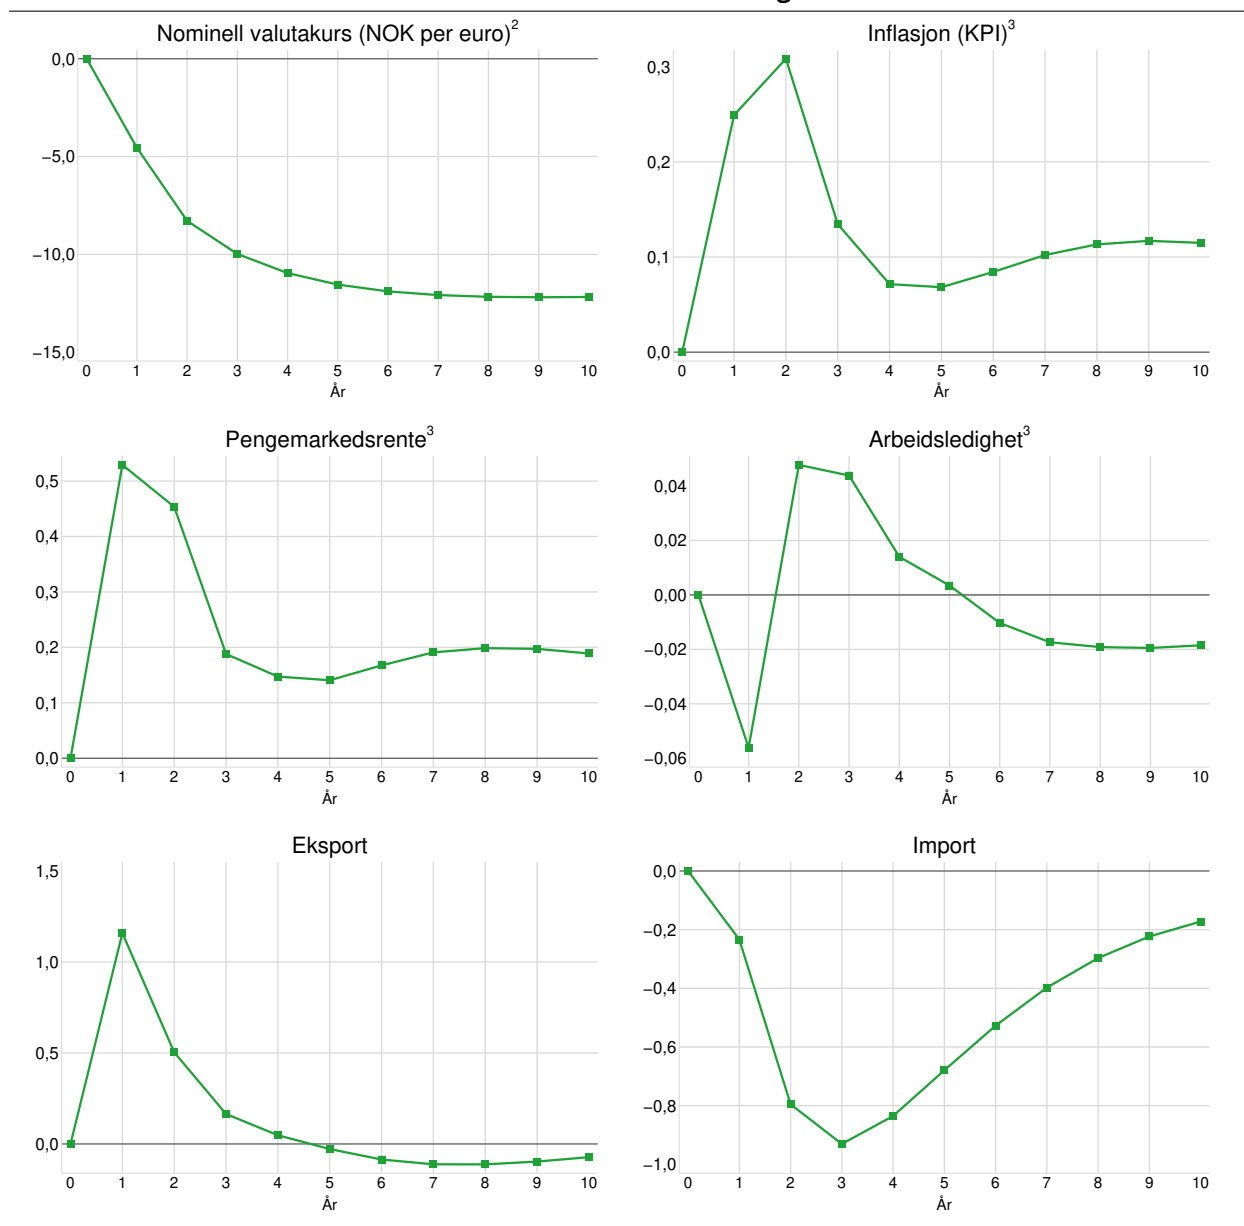 Nominell valutakurs (NOK per euro)²
0,0
−5,0
−10,0
−15,0
0 1 2 3 4 5 6 7 8 9 10
År
Inflasjon (KPI)³
0,3
0,2
0,1
0,0
0 1 2 3 4 5 6 7 8 9 10
År
Pengemarkedsrente³
0,5
0,4
0,3
0,2
0,1
0,0
0 1 2 3 4 5 6 7 8 9 10
År
Arbeidsledighet³
0,04
0,02
0,00
−0,02
−0,04
−0,06
0 1 2 3 4 5 6 7 8 9 10
År
Eksport
1,5
1,0
0,5
0,0
0 1 2 3 4 5 6 7 8 9 10
År
Import
0,0
−0,2
−0,4
−0,6
−0,8
−1,0
0 1 2 3 4 5 6 7 8 9 10
År